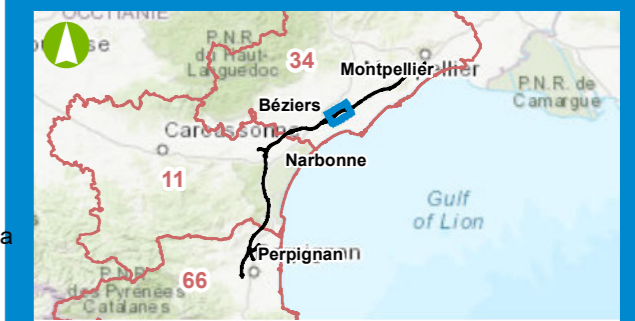 OCCITANIE
P.N.R.
du Haut-
Languedoc
34
Montpellier
P.N.R. de
Camargue
Béziers
Carcassonne
Narbonne
11
Gulf
of Lion
a
Perpignan
66
P.N.R.
des Pyrénées
Catalanes